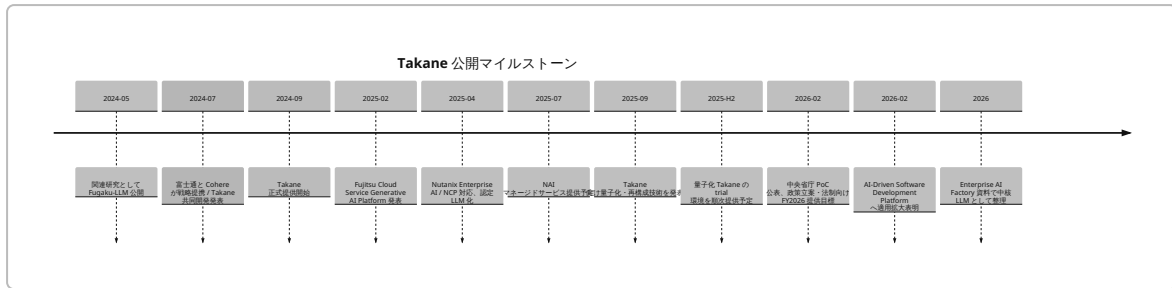 Takane 公開マイルストーン
2024-05
2024-07
2024-09
2025-02
2025-04
2025-07
2025-09
2025-H2
2026-02
2026-02
2026
関連研究として
Fugaku-LLM 公開
富士通と Cohere
が戦略提携 / Takane
共同開発発表
Takane
正式提供開始
Fujitsu Cloud
Service Generative
AI Platform 発表
Nutanix Enterprise
AI / NCP 対応、認定
LLM 化
NAI
マネージドサービス提供予定
Takane
け量子化・再構成技術を発表
量子化 Takane の
trial
環境を順次提供予定
中央省庁 PoC
公表、政策立案・法制向け
FY2026 提供目標
AI-Driven Software
Development
Platform
へ適用拡大表明
Enterprise AI
Factory 資料で中核
LLM として整理